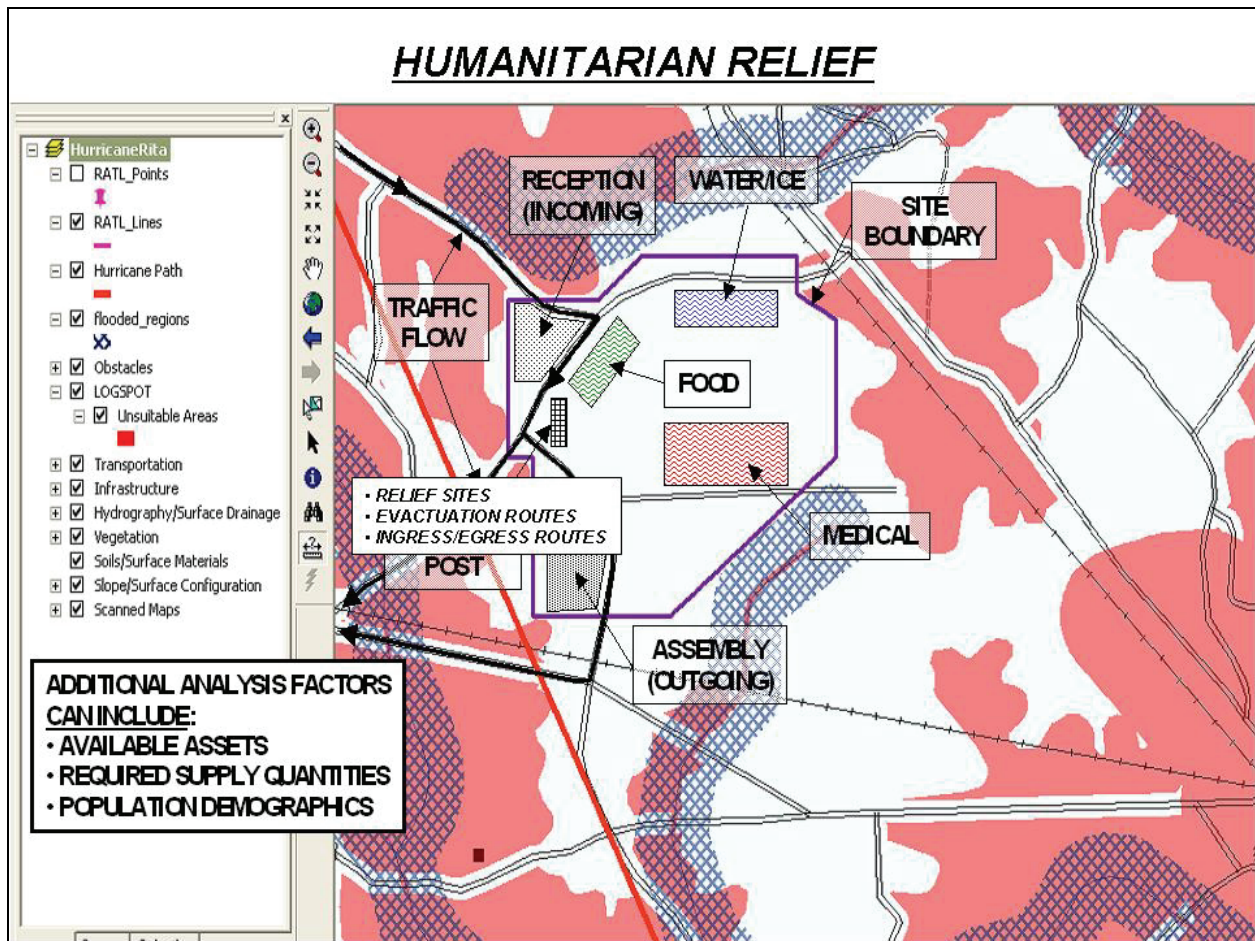 HUMANITARIAN RELIEF
HurricaneRita
RATL_Points
RATL_Lines
Hurricane Path
flooded_regions
Obstacles
LOGSPOT
Unsuitable Areas
Transportation
Infrastructure
Hydrography/Surface Drainage
Vegetation
Soils/Surface Materials
Slope/Surface Configuration
Scanned Maps
RECEPTION
(INCOMING)
WATER/ICE
SITE
BOUNDARY
TRAFFIC
FLOW
FOOD
• RELIEF SITES
• EVACTUATION ROUTES
• INGRESS/EGRESS ROUTES
POST
MEDICAL
ASSEMBLY
(OUTGOING)
ADDITIONAL ANALYSIS FACTORS
CAN INCLUDE:
• AVAILABLE ASSETS
• REQUIRED SUPPLY QUANTITIES
• POPULATION DEMOGRAPHICS